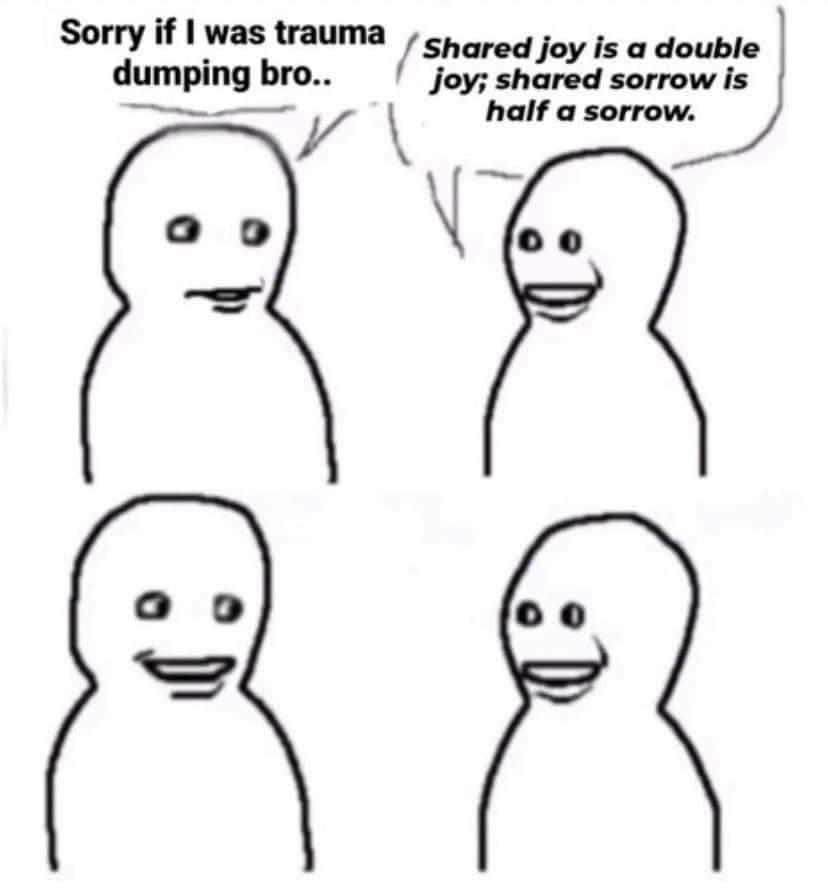 Sorry if I was trauma
dumping bro..
Shared joy is a double
joy; shared sorrow is
half a sorrow.